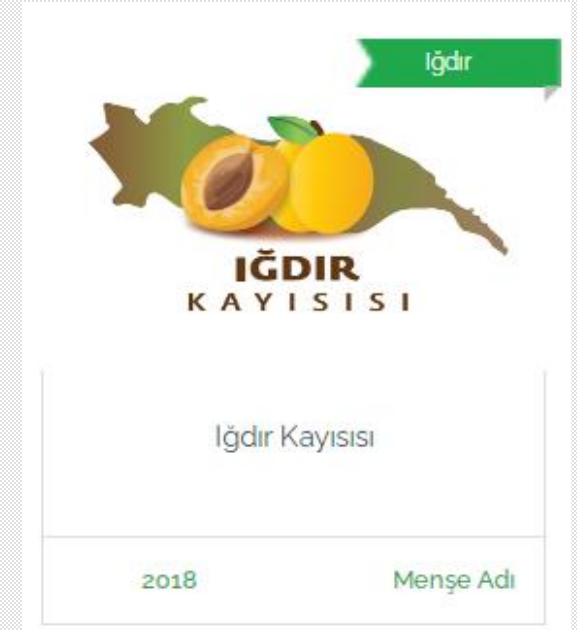 Iğdır
IĞDIR
KAYISISI
Iğdır Kayısısı
2018
Menşe Adı